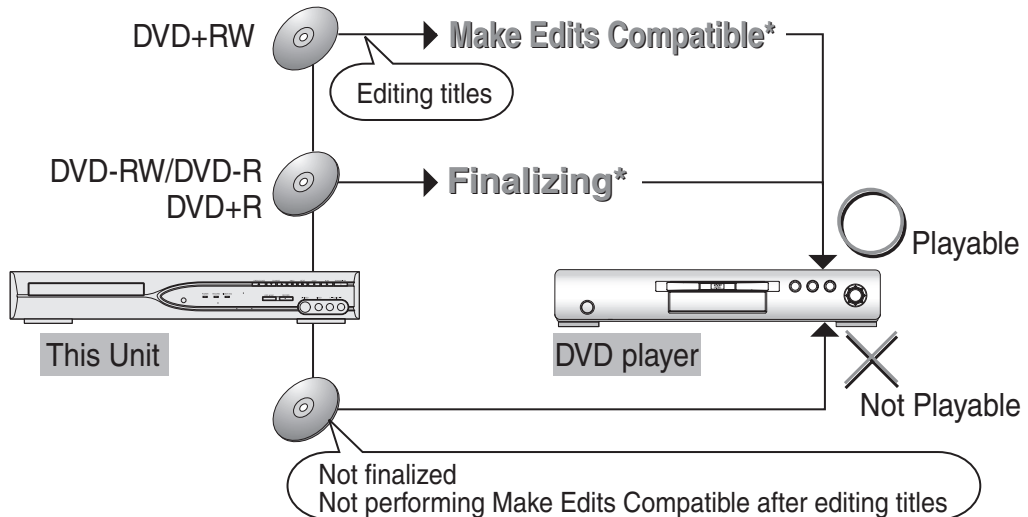 DVD+RW
Make Edits Compatible*
Editing titles
DVD-RW/DVD-R
DVD+R
Finalizing*
Playable
This Unit
DVD player
Not Playable
Not finalized
Not performing Make Edits Compatible after editing titles